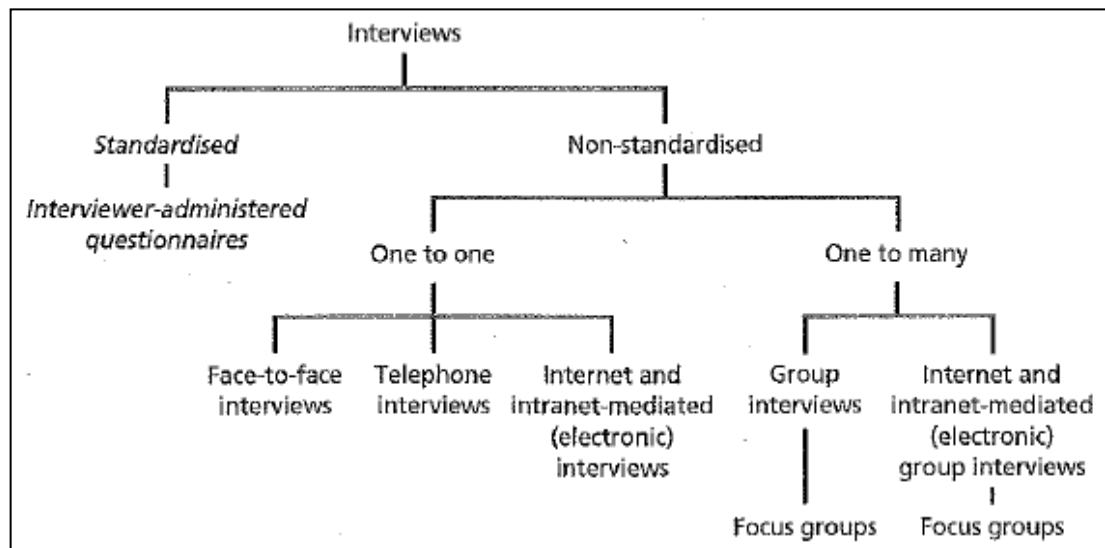 Interviews
Standardised
Non-standardised
Interviewer-administered
questionnaires
One to one
One to many
Face-to-face
interviews
Telephone
interviews
Internet and
intranet-mediated
(electronic)
interviews
Group
interviews
Internet and
intranet-mediated
(electronic)
group interviews
Focus groups
Focus groups